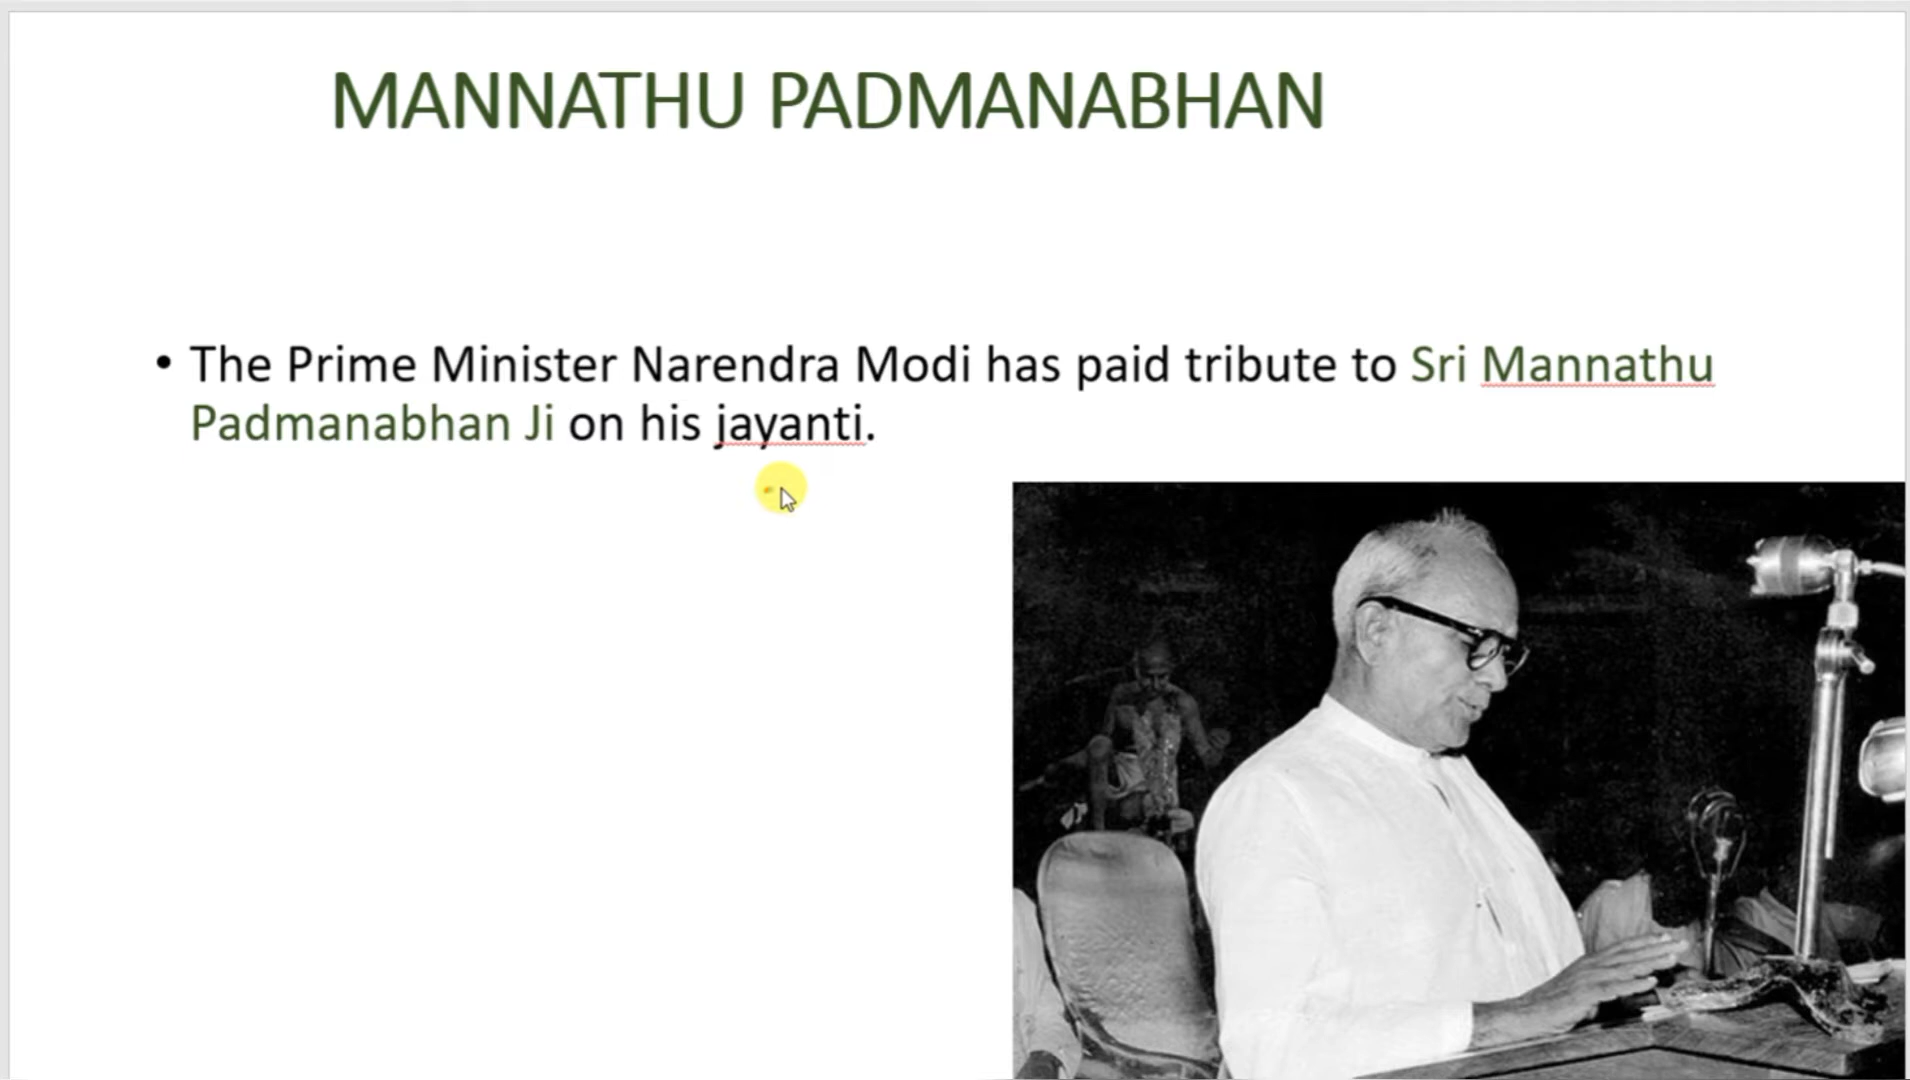 MANNATHU PADMANABHAN
• The Prime Minister Narendra Modi has paid tribute to Sri Mannathu
Padmanabhan Ji on his jayanti.